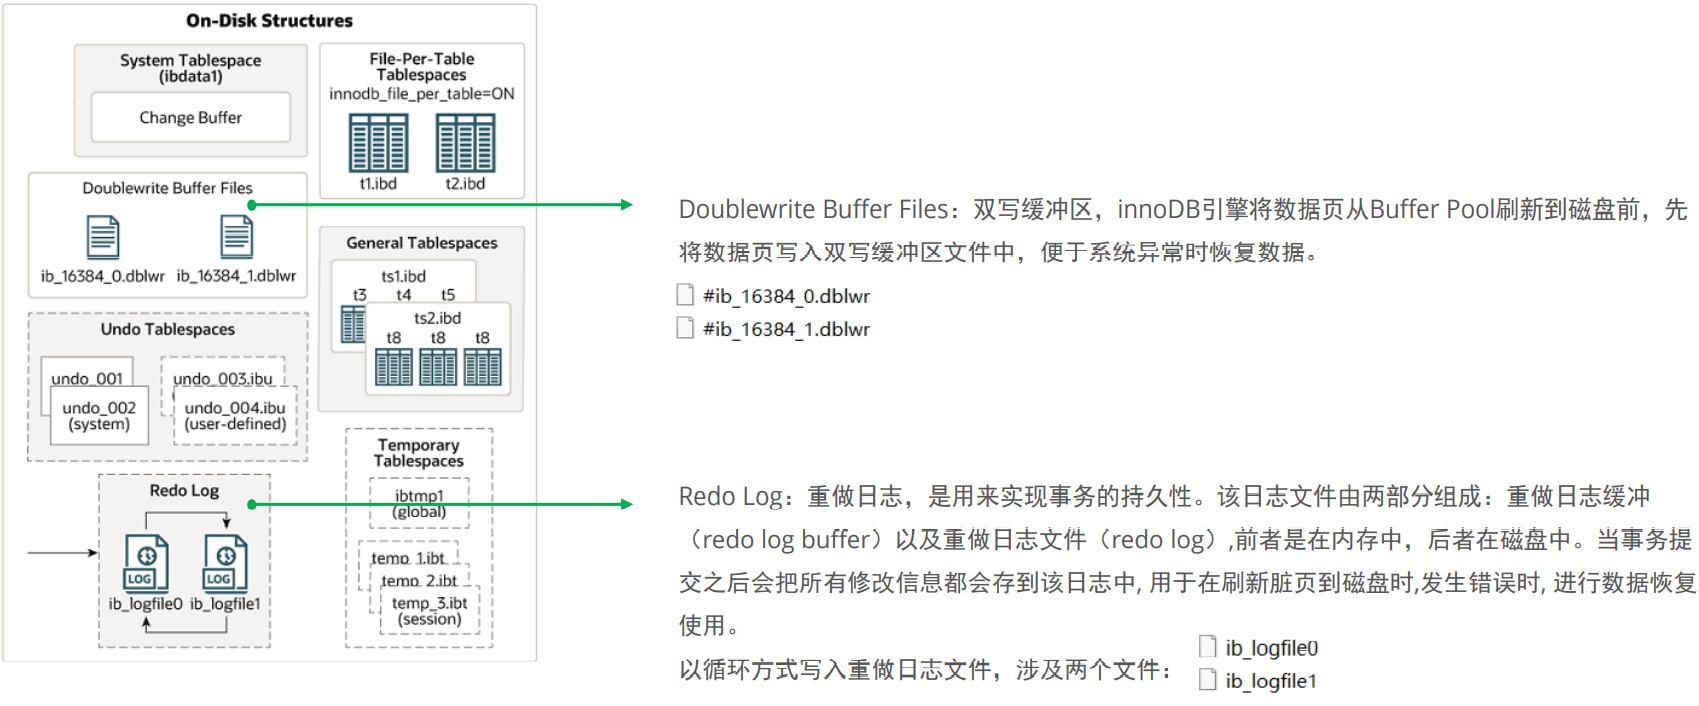 On-Disk Structures
System Tablespace
(ibdata1)
Change Buffer
File-Per-Table
Tablespaces
innodb_file_per_table=ON
t1.ibd
t2.ibd
Doublewrite Buffer Files
ib_16384_0.dblwr
ib_16384_1.dblwr
General Tablespaces
ts1.ibd
t3 t4 t5
ts2.ibd
t8 t8 t8
Undo Tablespaces
undo_001
undo_002
(system)
undo_003.ibu
undo_004.ibu
(user-defined)
Temporary
Tablespaces
ibtmp1
(global)
temp_1.ibt
temp_2.ibt
temp_3.ibt
(session)
Redo Log
LOG
LOG
ib_logfile0
ib_logfile1
Doublewrite Buffer Files：双写缓冲区，innoDB引擎将数据页从Buffer Pool刷新到磁盘前，先
将数据页写入双写缓冲区文件中，便于系统异常时恢复数据。
#ib_16384_0.dblwr
#ib_16384_1.dblwr
Redo Log：重做日志，是用来实现事务的持久性。该日志文件由两部分组成：重做日志缓冲
（redo log buffer）以及重做日志文件（redo log）,前者是在内存中，后者在磁盘中。当事务提
交之后会把所有修改信息都会存到该日志中, 用于在刷新脏页到磁盘时,发生错误时, 进行数据恢复
使用。
以循环方式写入重做日志文件，涉及两个文件：
ib_logfile0
ib_logfile1